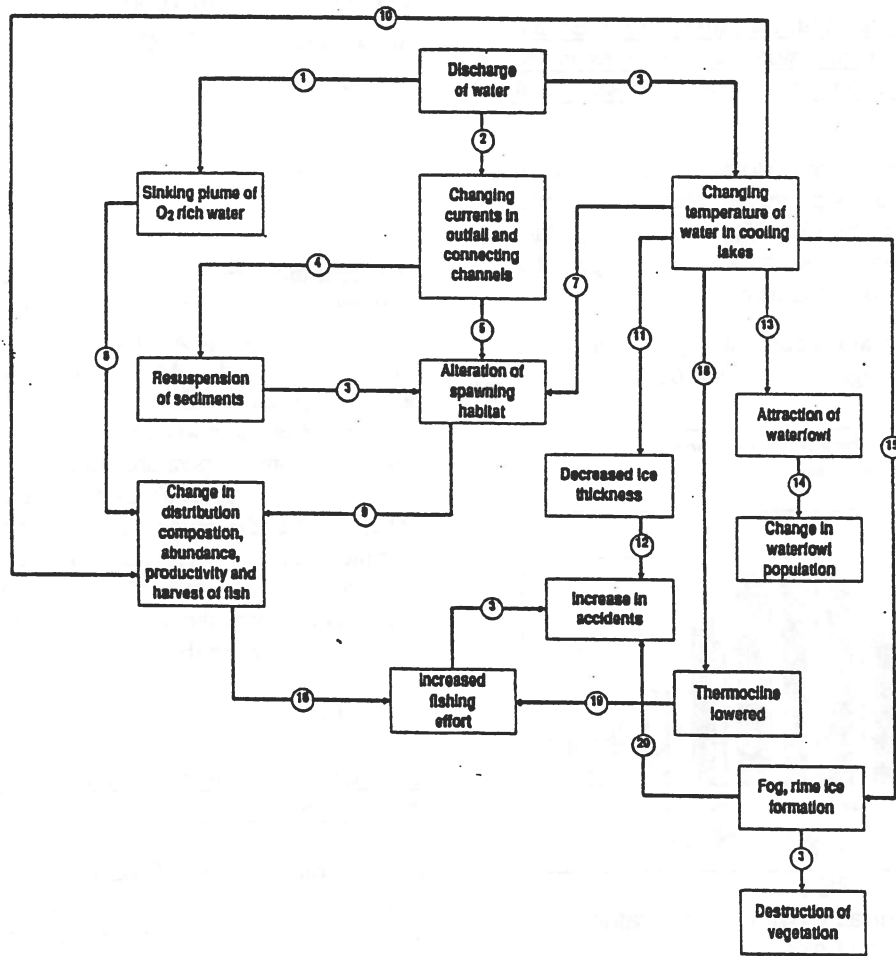 10
Discharge
of water
1
3
2
Sinking plume of
O2 rich water
Changing
currents in
outfall and
connecting
channels
Changing
temperature of
water in cooling
lakes
4
7
5
11
13
8
16
Resuspension
of sediments
3
Alteration of
spawning
habitat
Attraction of
waterfowl
15
Decreased ice
thickness
14
Change in
distribution
compostion,
abundance,
productivity and
harvest of fish
9
12
Change in
waterfowl
population
Increase in
accidents
3
Increased
fishing
effort
Thermocline
lowered
16
19
20
Fog, rime ice
formation
3
Destruction of
vegetation